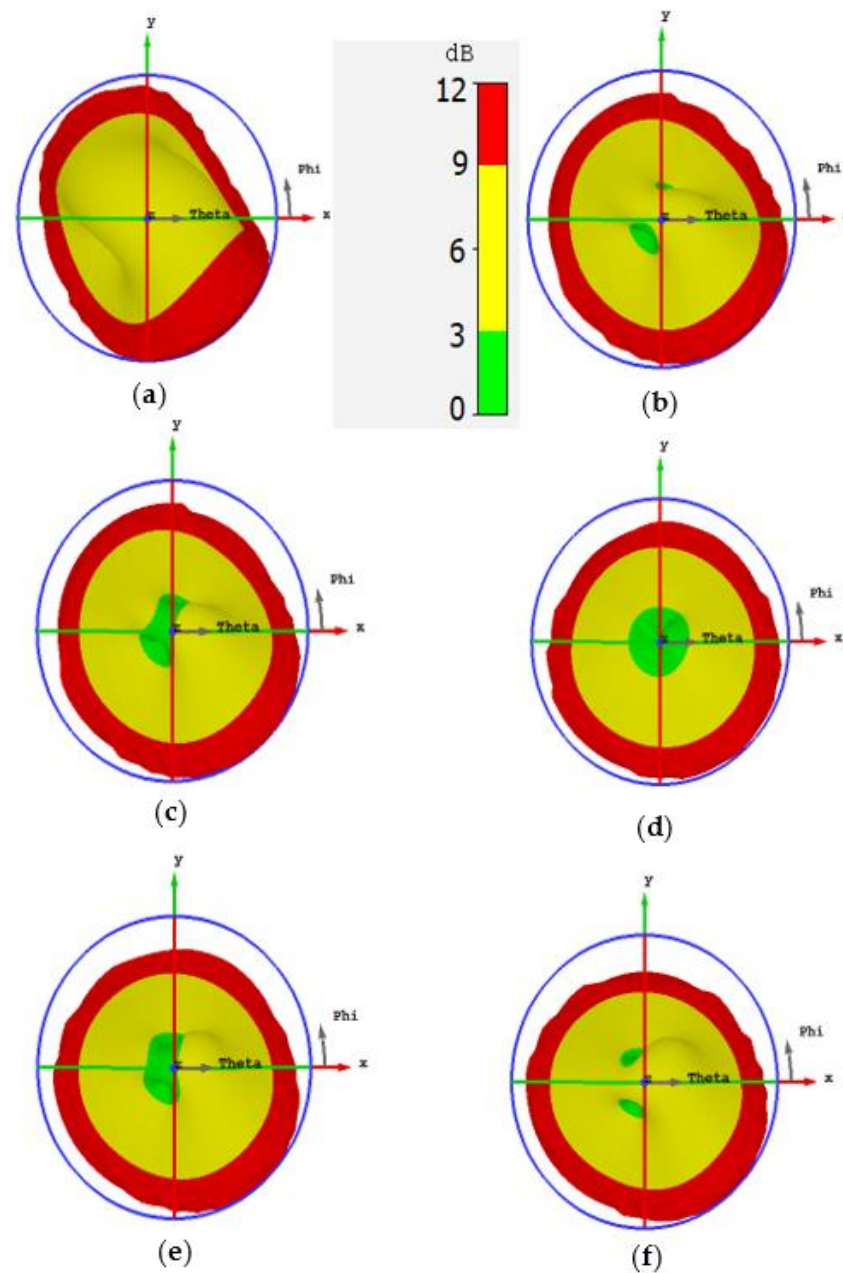 y
Phi
z Theta x
(a)
dB
12
9
6
3
0
y
Phi
z Theta
(b)
y
Phi
z Theta x
(c)
y
Phi
z Theta x
(d)
y
Phi
z Theta x
(e)
y
Phi
z Theta x
(f)